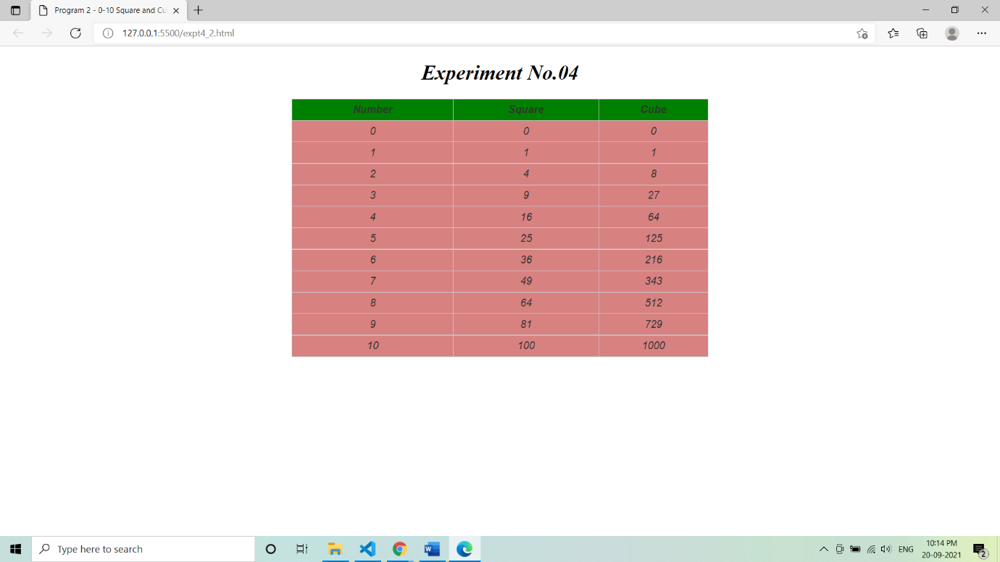 Program 2 - 0-10 Square and Cu
127.0.0.1:5500/expt4_2.html
Experiment No.04
Number Square Cube
0 0 0
1 1 1
2 4 8
3 9 27
4 16 64
5 25 125
6 36 216
7 49 343
8 64 512
9 81 729
10 100 1000
Type here to search
ENG
10:14 PM
20-09-2021
2